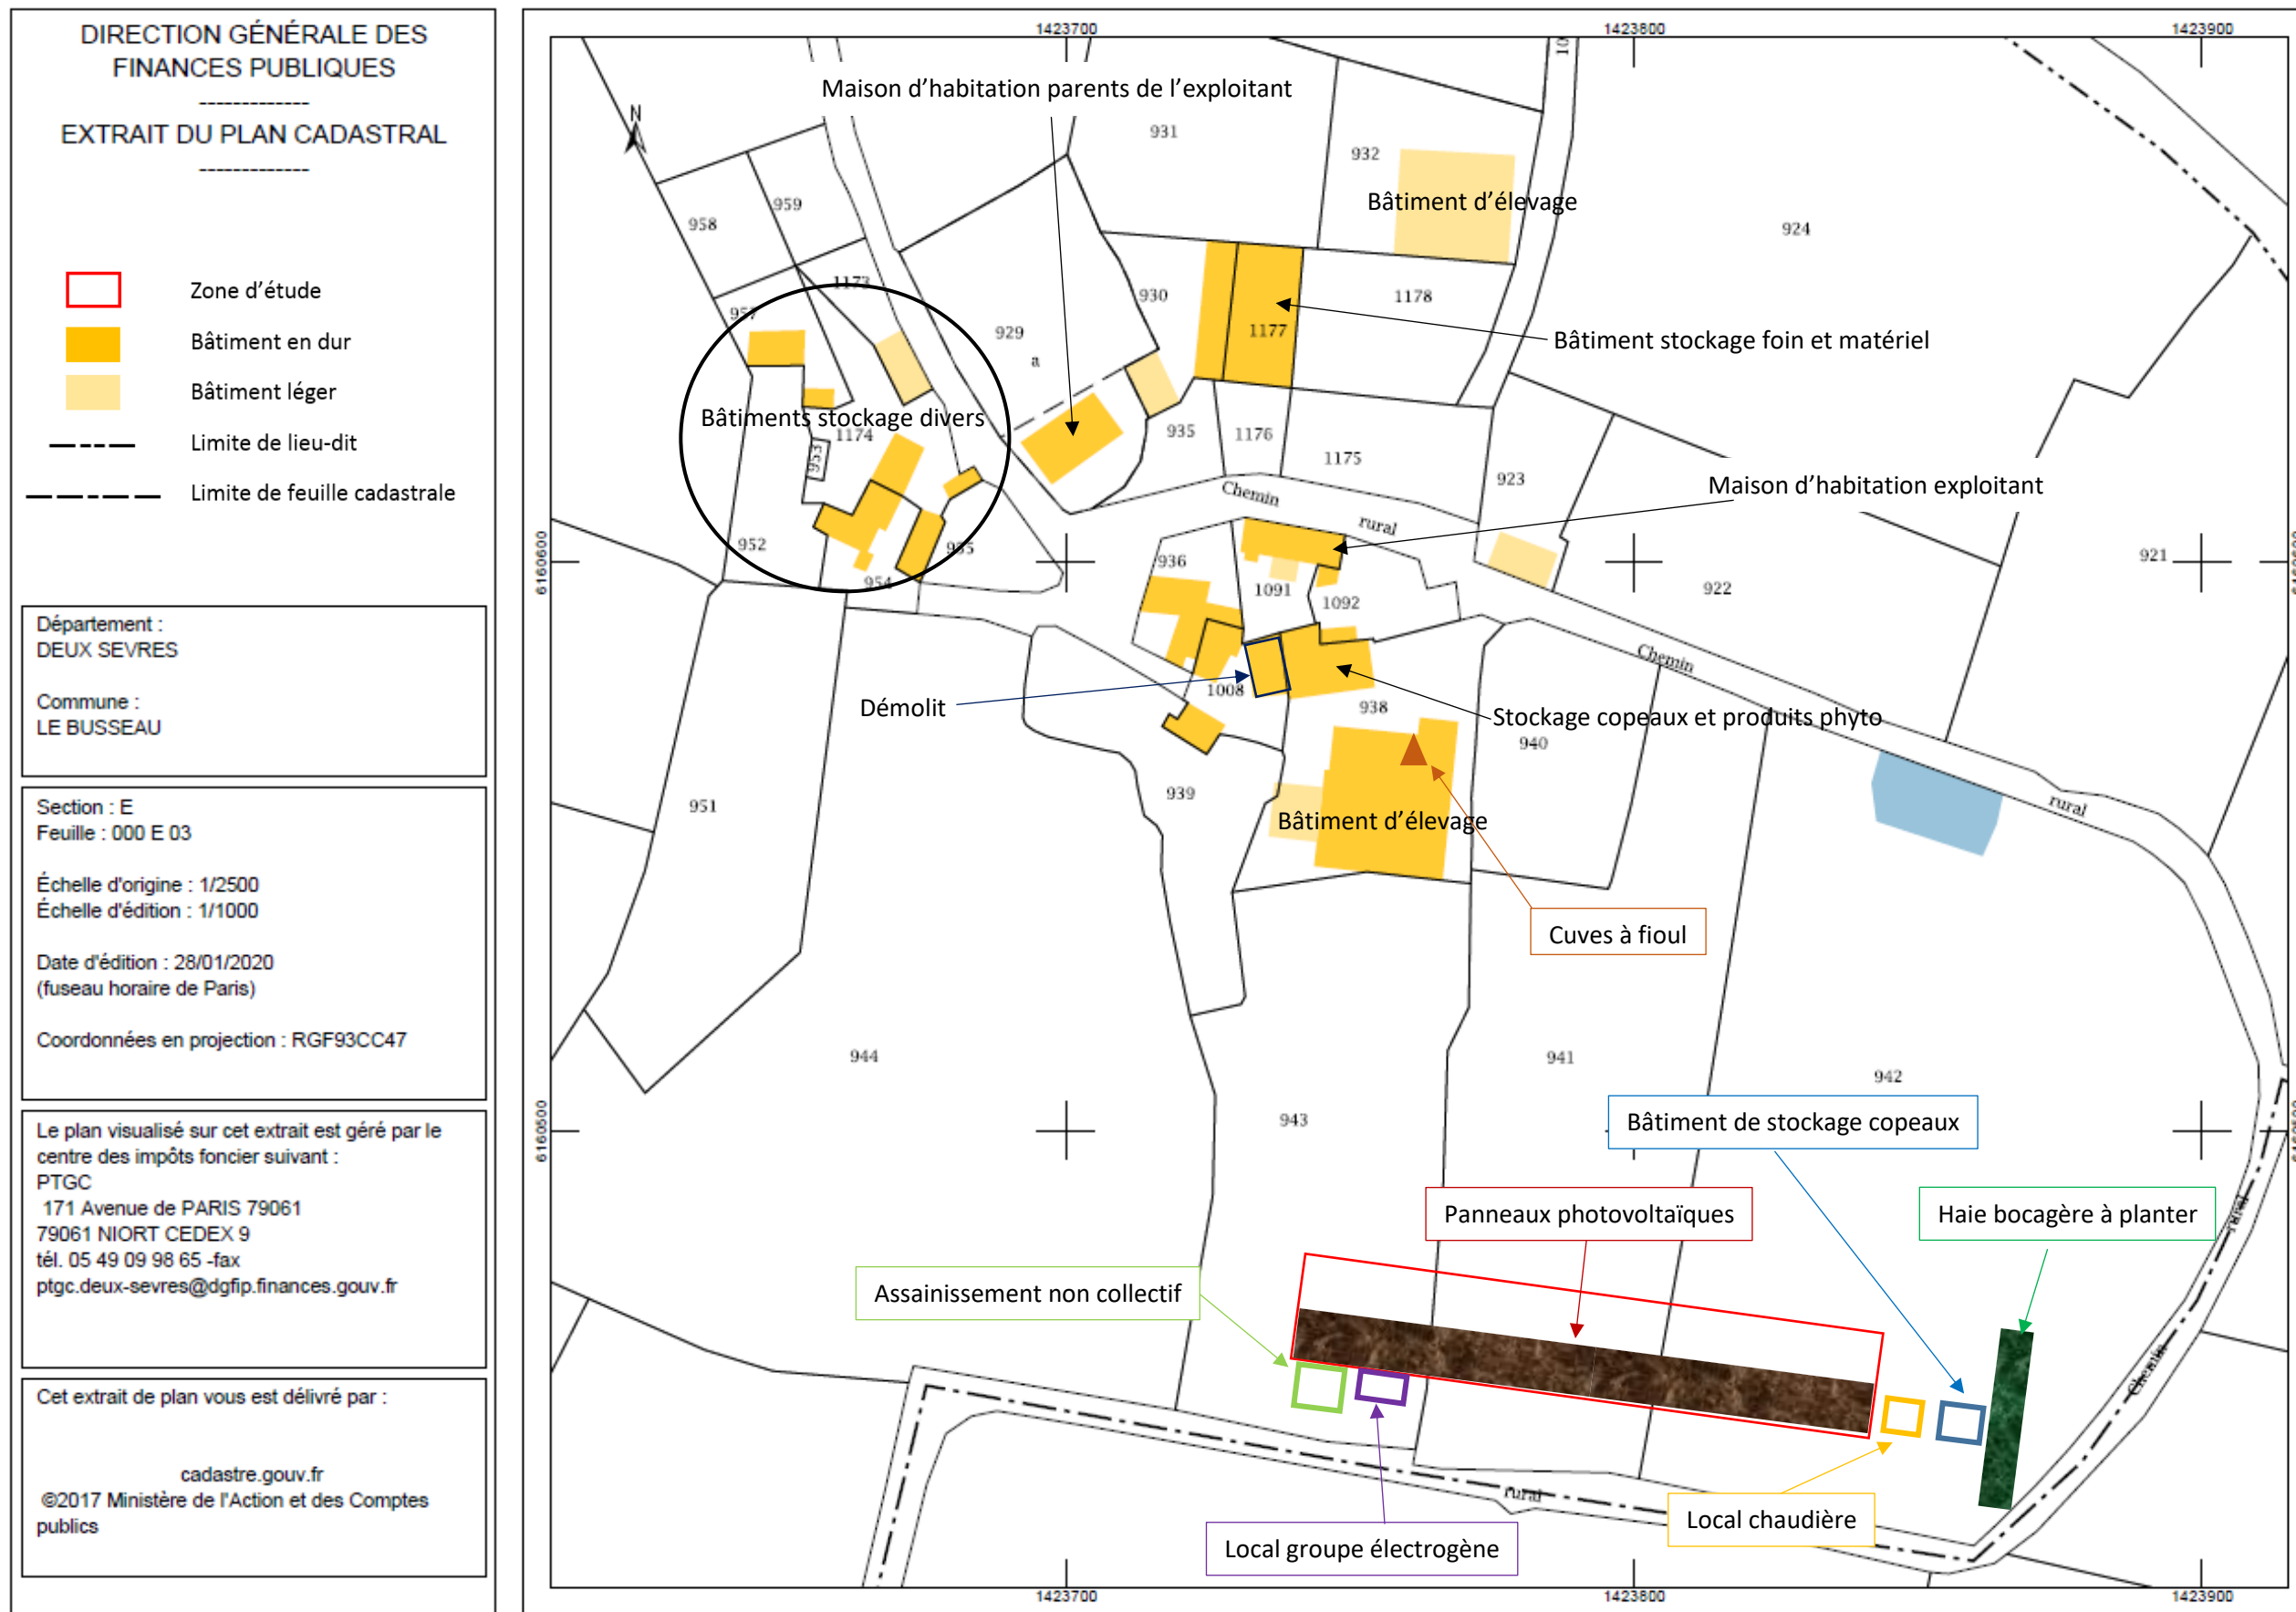 DIRECTION GÉNÉRALE DES
FINANCES PUBLIQUES
-------------
EXTRAIT DU PLAN CADASTRAL
-------------
Zone d'étude
Bâtiment en dur
Bâtiment léger
Limite de lieu-dit
Limite de feuille cadastrale
Département :
DEUX SEVRES
Commune :
LE BUSSEAU
Section : E
Feuille : 000 E 03
Échelle d'origine : 1/2500
Échelle d'édition : 1/1000
Date d'édition : 28/01/2020
(fuseau horaire de Paris)
Coordonnées en projection : RGF93CC47
Le plan visualisé sur cet extrait est géré par le
centre des impôts foncier suivant :
PTGC
171 Avenue de PARIS 79061
79061 NIORT CEDEX 9
tél. 05 49 09 98 65 -fax
ptgc.deux-sevres@dgfip.finances.gouv.fr
Cet extrait de plan vous est délivré par :
cadastre.gouv.fr
©2017 Ministère de l'Action et des Comptes
publics
1423700
1423800
1423900
N
10
Maison d'habitation parents de l'exploitant
931
932
Bâtiment d'élevage
958
959
924
1173
957
930
1178
929
a
1177
Bâtiment stockage foin et matériel
Bâtiments stockage divers
1174
953
935
1176
1175
923
Maison d'habitation exploitant
Chemin
rural
952
954
955
936
1091
1092
922
921
6160600
6160600
Chemin
rural
Démolit
1008
938
Stockage copeaux et produits phyto
940
951
939
Bâtiment d'élevage
Cuves à fioul
944
943
941
942
6160500
6160500
Bâtiment de stockage copeaux
Panneaux photovoltaïques
Haie bocagère à planter
rural
Assainissement non collectif
Chemin
rural
Local chaudière
Local groupe électrogène
1423700
1423800
1423900